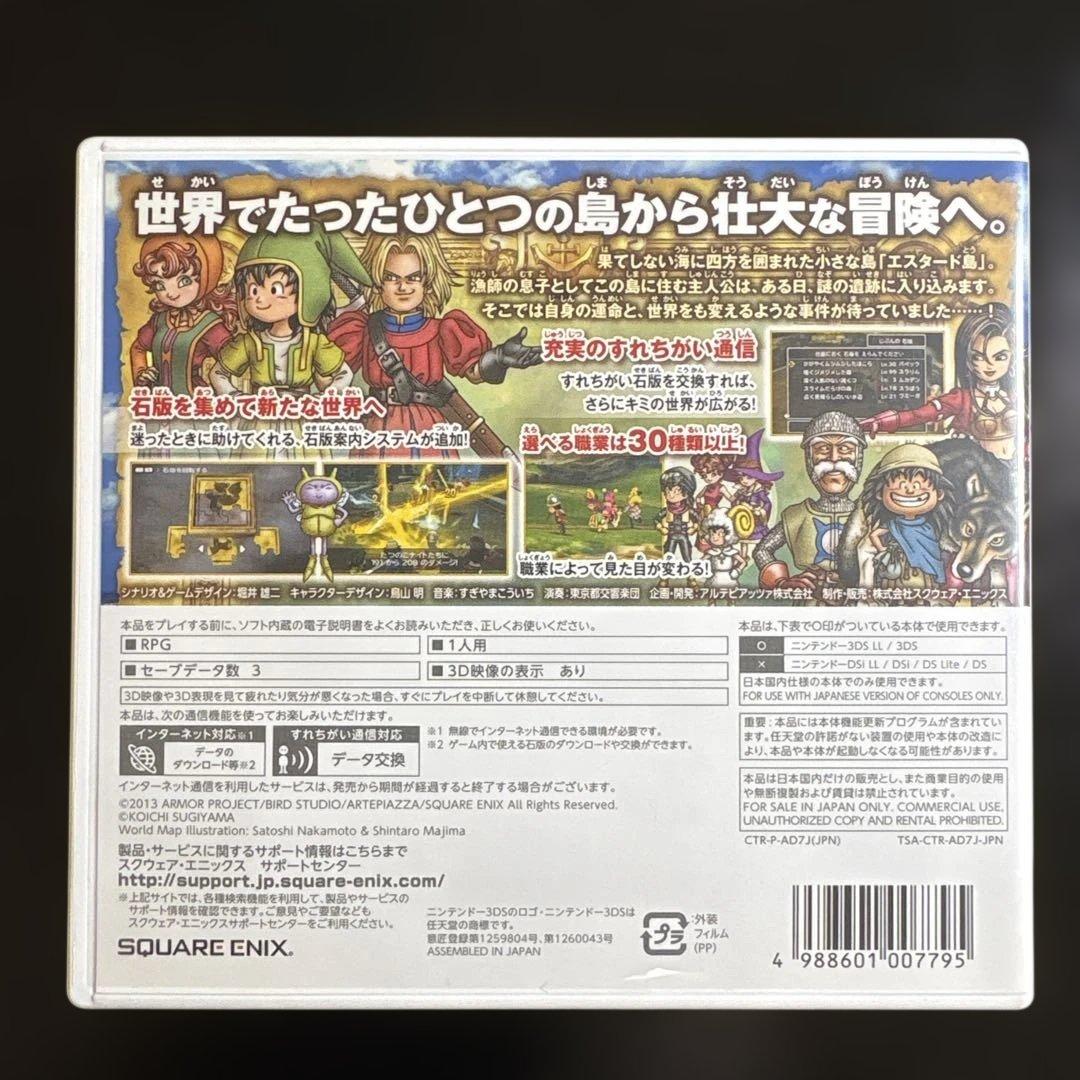 世界でたったひとつの島から壮大な冒険へ。
果てしない海に四方を囲まれた小さな島「エスタード島」。
漁師の息子としてこの島に住む主人公は、ある日、謎の遺跡に入り込みます。
そこでは自身の運命と、世界をも変えるような事件が待っていました……!
充実のすれちがい通信
すれちがい石版を交換すれば、
さらにキミの世界が広がる!
石版を集めて新たな世界へ
迷ったときに助けてくれる、石版案内システムが追加!
選べる職業は30種類以上!
職業によって見た目が変わる!
シナリオ&ゲームデザイン:堀井 雄二 キャラクターデザイン:鳥山 明 音楽:すぎやまこういち 演奏:東京都交響楽団 企画・開発:アルテピアッツァ株式会社 制作・販売:株式会社スクウェア・エニックス
本品をプレイする前に、ソフト内蔵の電子説明書をよくお読みいただき、正しくお使いください。
■RPG
■1人用
■セーブデータ数 3
■3D映像の表示 あり
3D映像や3D表現を見て疲れたり気分が悪くなった場合、すぐにプレイを中断して休憩してください。
本品は、次の通信機能を使ってお楽しみいただけます。
インターネット対応※1
データの
ダウンロード等※2
すれちがい通信対応
データ交換
※1 無線でインターネット通信できる環境が必要です。
※2 ゲーム内で使える石版のダウンロードや交換ができます。
インターネット通信を利用したサービスは、発売から期間が経過すると終了する場合がございます。
©2013 ARMOR PROJECT/BIRD STUDIO/ARTEPIAZZA/SQUARE ENIX All Rights Reserved.
©KOICHI SUGIYAMA
World Map Illustration: Satoshi Nakamoto & Shintaro Majima
製品・サービスに関するサポート情報はこちらまで
スクウェア・エニックス サポートセンター
http://support.jp.square-enix.com/
※上記サイトでは、各種検索機能を利用して、製品やサービスの
サポート情報を確認できます。ご意見やご要望なども
スクウェア・エニックスサポートセンターをご利用ください。
SQUARE ENIX.
ニンテンドー3DSのロゴ・ニンテンドー3DSは
任天堂の商標です。
意匠登録第1259804号、第1260043号
ASSEMBLED IN JAPAN
プラ
:外装
フィルム
(PP)
本品は、下表で○印がついている本体で使用できます。
○ ニンテンドー3DS LL / 3DS
× ニンテンドーDSi LL / DSi / DS Lite / DS
日本国内仕様の本体でのみ使用できます。
FOR USE WITH JAPANESE VERSION OF CONSOLES ONLY.
重要:本品には本体機能更新プログラムが含まれていま
す。任天堂の許諾がない装置の使用や本体の改造に
より、本品や本体が起動しなくなる可能性があります。
本品は日本国内だけの販売とし、また商業目的の使用
や無断複製および賃貸は禁止されています。
FOR SALE IN JAPAN ONLY. COMMERCIAL USE,
UNAUTHORIZED COPY AND RENTAL PROHIBITED.
CTR-P-AD7J(JPN)
TSA-CTR-AD7J-JPN
4 988601 007795